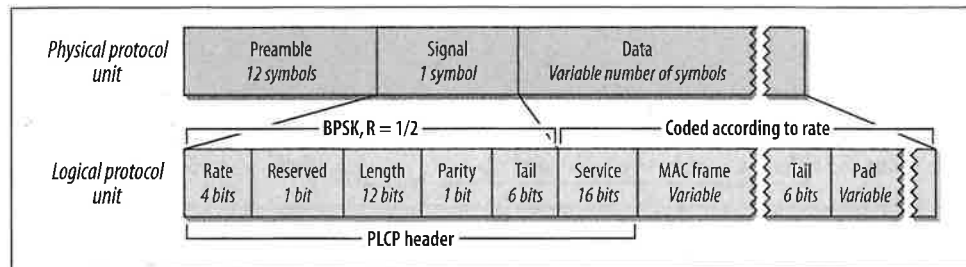 Physical protocol
unit
Preamble
12 symbols
Signal
1 symbol
Data
Variable number of symbols
BPSK, R = 1/2
Coded according to rate
Logical protocol
unit
Rate
4 bits
Reserved
1 bit
Length
12 bits
Parity
1 bit
Tail
6 bits
Service
16 bits
MAC frame
Variable
Tail
6 bits
Pad
Variable
PLCP header